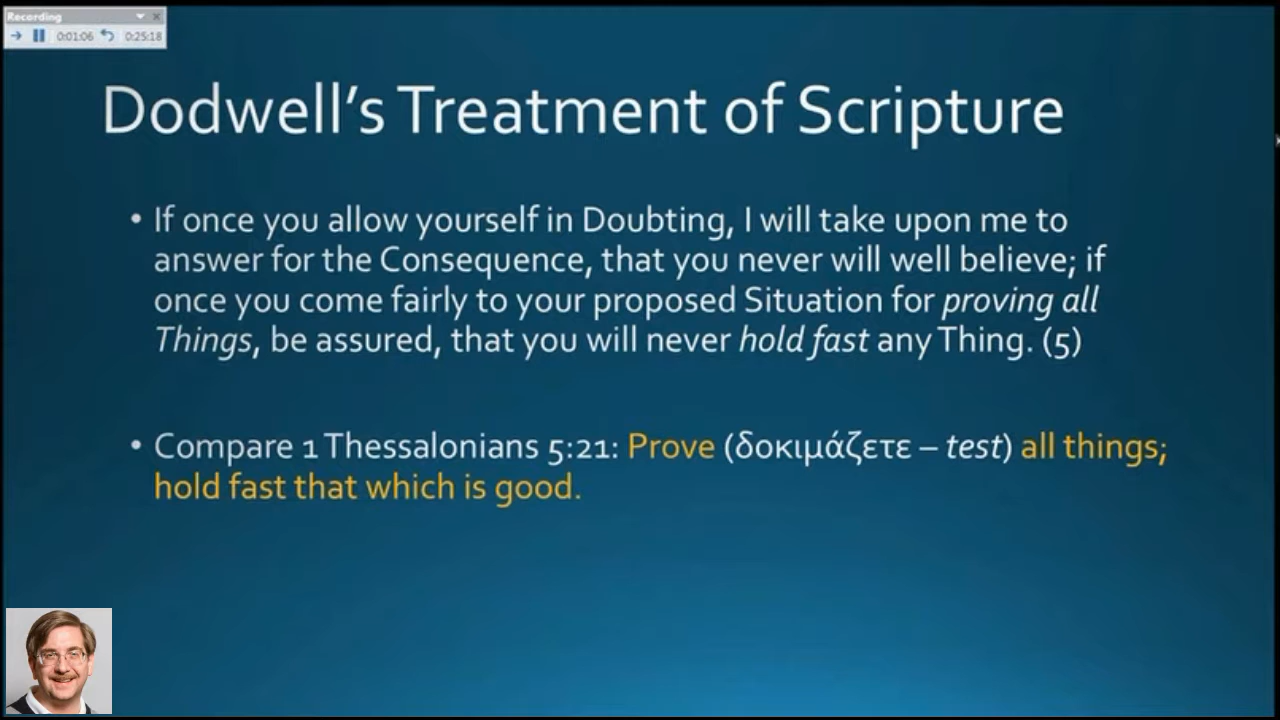 Recording
0:01:06 0:25:18
Dodwell's Treatment of Scripture
• If once you allow yourself in Doubting, I will take upon me to
answer for the Consequence, that you never will well believe; if
once you come fairly to your proposed Situation for proving all
Things, be assured, that you will never hold fast any Thing. (5)
• Compare 1 Thessalonians 5:21: Prove (δοκιμάζετε – test) all things;
hold fast that which is good.